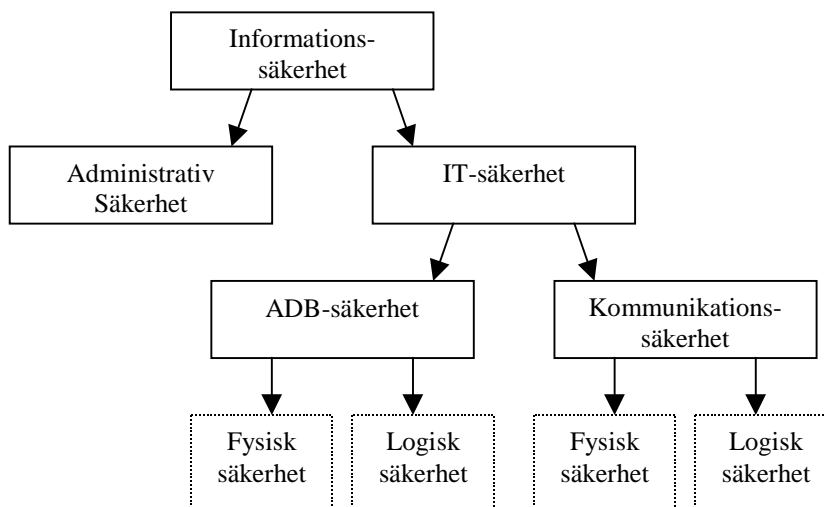 Informations-
säkerhet
Administrativ
Säkerhet
IT-säkerhet
ADB-säkerhet
Kommunikations-
säkerhet
Fysisk
säkerhet
Logisk
säkerhet
Fysisk
säkerhet
Logisk
säkerhet